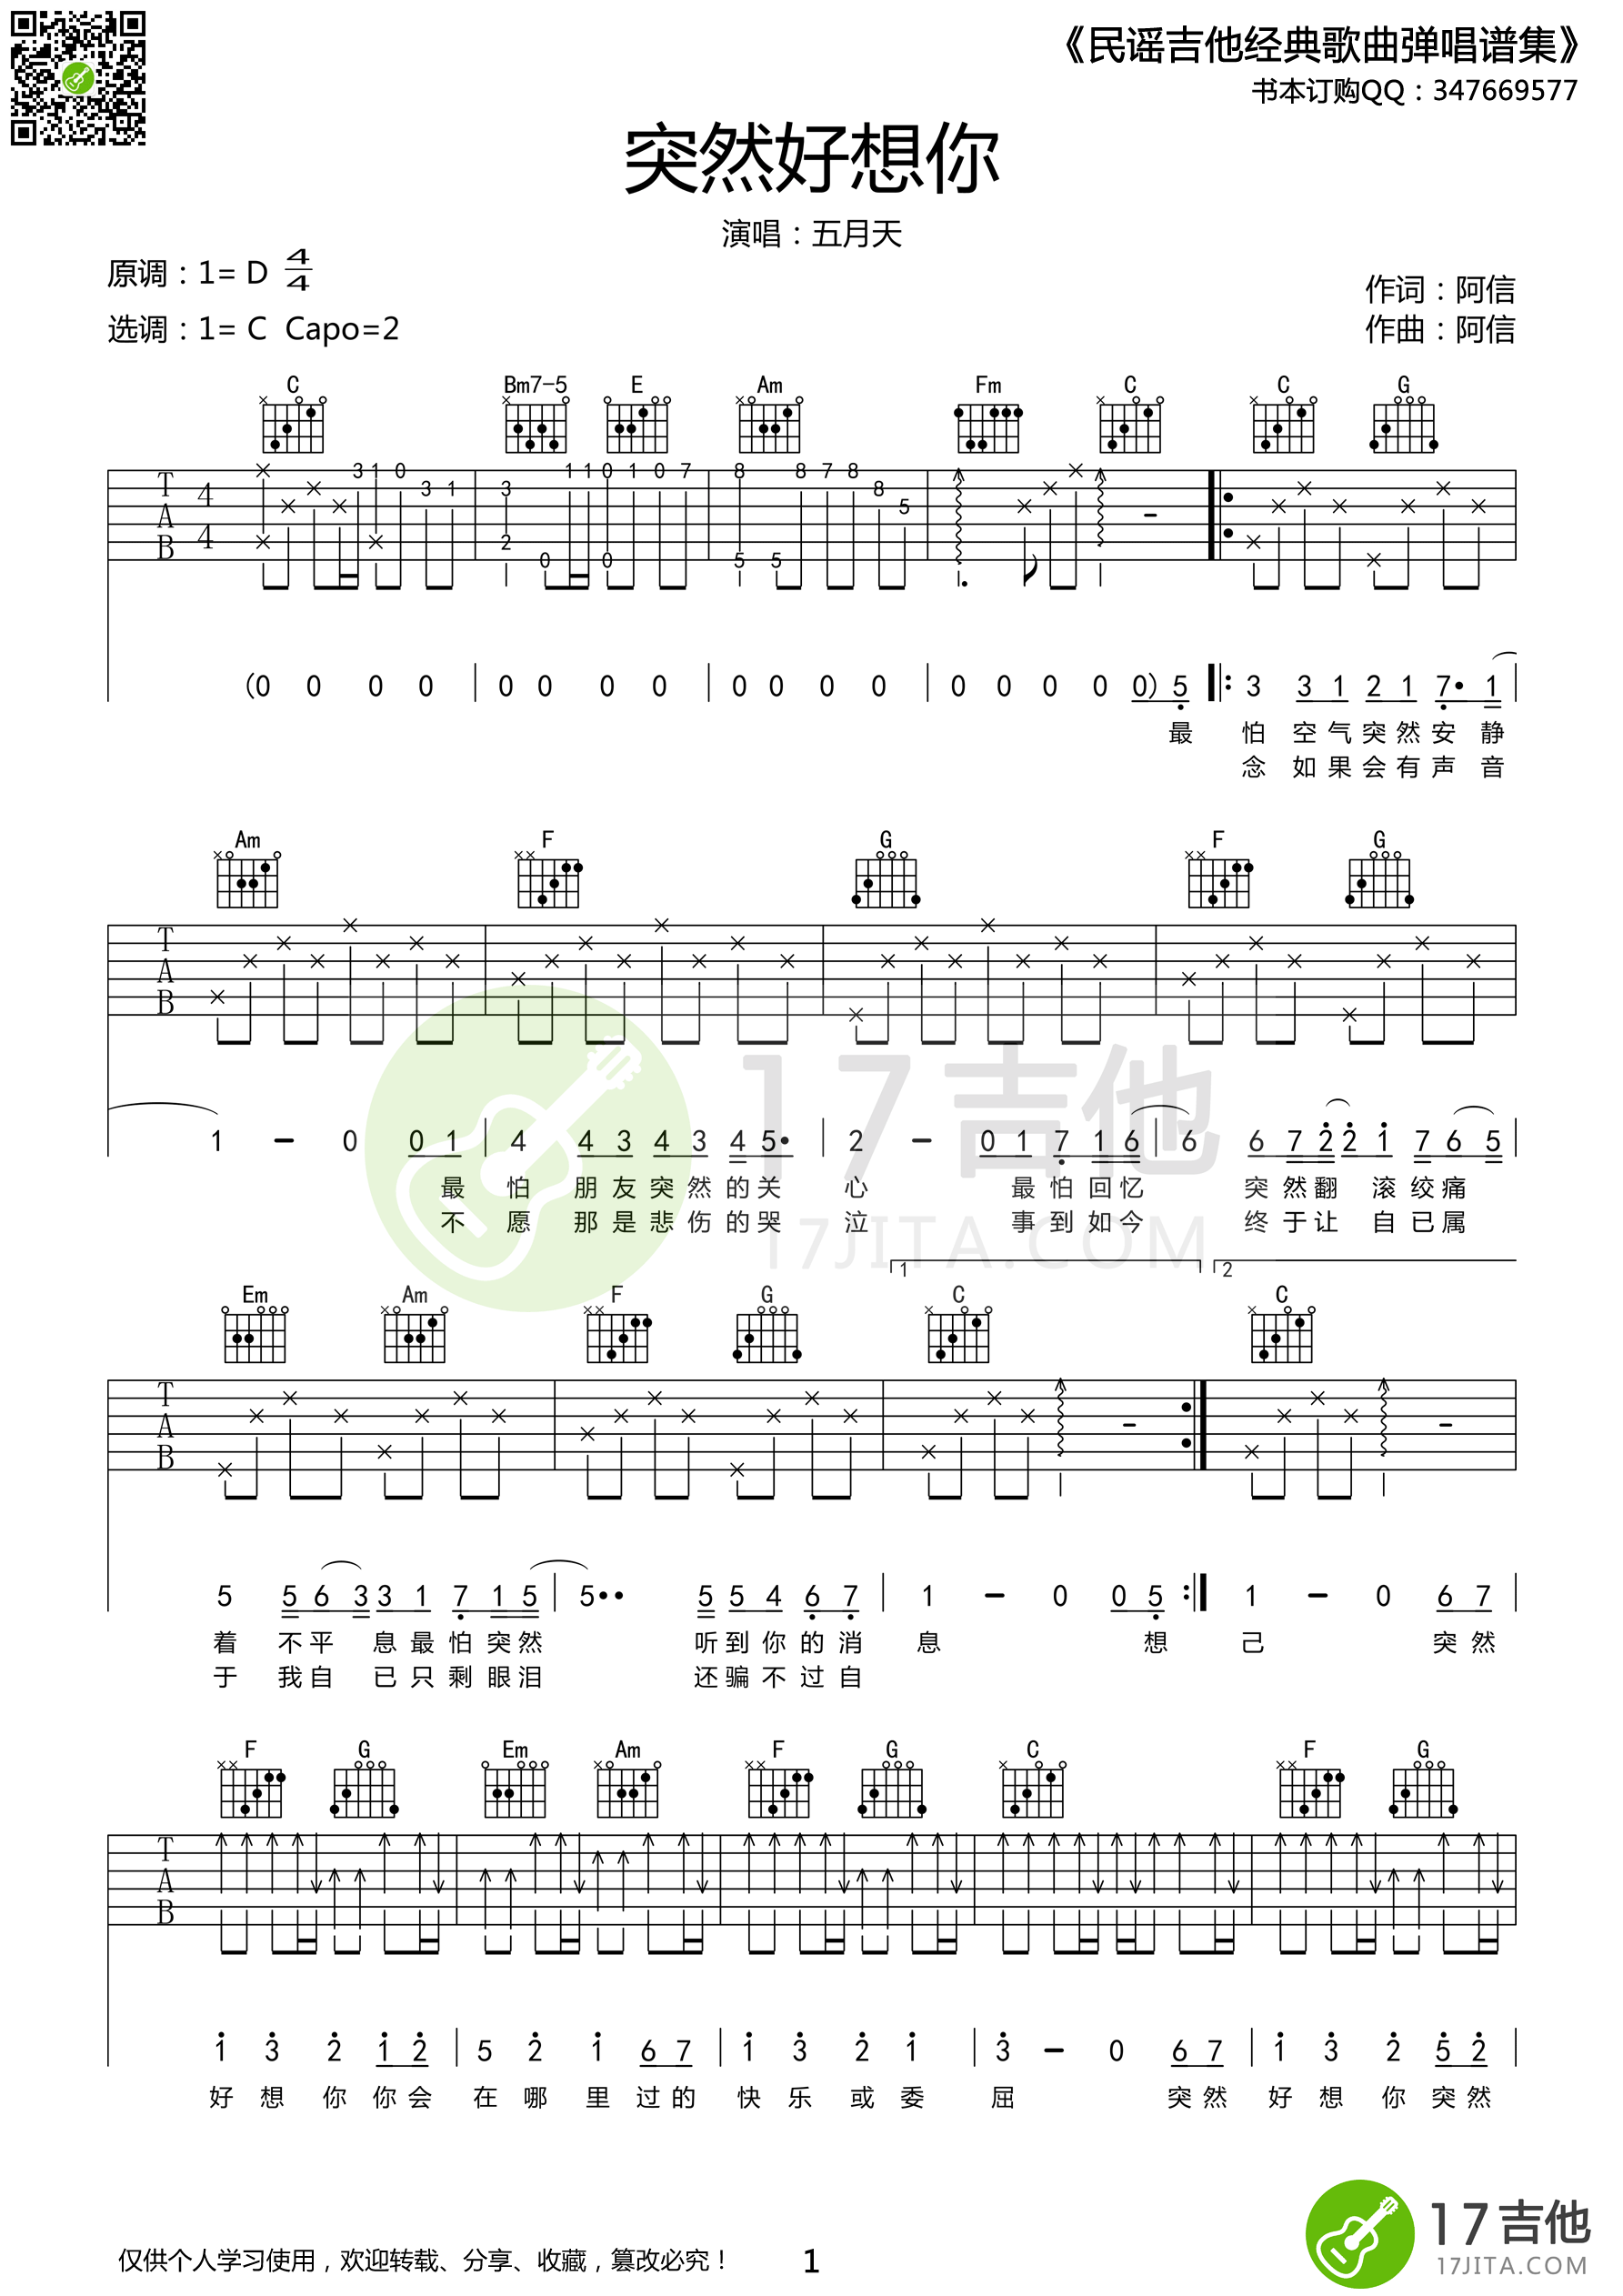 《民谣吉他经典歌曲弹唱谱集》
书本订购QQ：347669577
突然好想你
演唱：五月天
原调：1= D 4/4
选调：1= C Capo=2
作词：阿信
作曲：阿信
C Bm7-5 E Am Fm C C G
T A B 4 4 3 1 0 3 1 3 2 0 1 1 0 0 1 0 7 8 5 5 8 7 8 8 5
(0 0 0 0 | 0 0 0 0 | 0 0 0 0 | 0 0 0 0 0) 5 3 3 1 2 1 7· 1
最 怕 空 气 突 然 安 静
念 如 果 会 有 声 音
Am F G F G
T A B
1 - 0 0 1 | 4 4 3 4 3 4 5· | 2 - 0 1 7 1 6 | 6 6 7 2 2 1 7 6 5
最 怕 朋 友 突 然 的 关 心 最 怕 回 忆 突 然 翻 滚 绞 痛
不 愿 那 是 悲 伤 的 哭 泣 事 到 如 今 终 于 让 自 已 属
17吉他
17JITA.COM
1 2
Em Am F G C C
T A B
5 5 6 3 3 1 7 1 5 | 5·· 5 5 4 6 7 | 1 - 0 0 5 :| 1 - 0 6 7
着 不 平 息 最 怕 突 然 听 到 你 的 消 息 想 己 突 然
于 我 自 已 只 剩 眼 泪 还 骗 不 过 自
F G Em Am F G C F G
T A B
1 3 2 1 2 | 5 2 1 6 7 | 1 3 2 1 | 3 - 0 6 7 | 1 3 2 5 2
好 想 你 你 会 在 哪 里 过 的 快 乐 或 委 屈 突 然 好 想 你 突 然
仅供个人学习使用，欢迎转载、分享、收藏，篡改必究！
1
17吉他
17JITA.COM